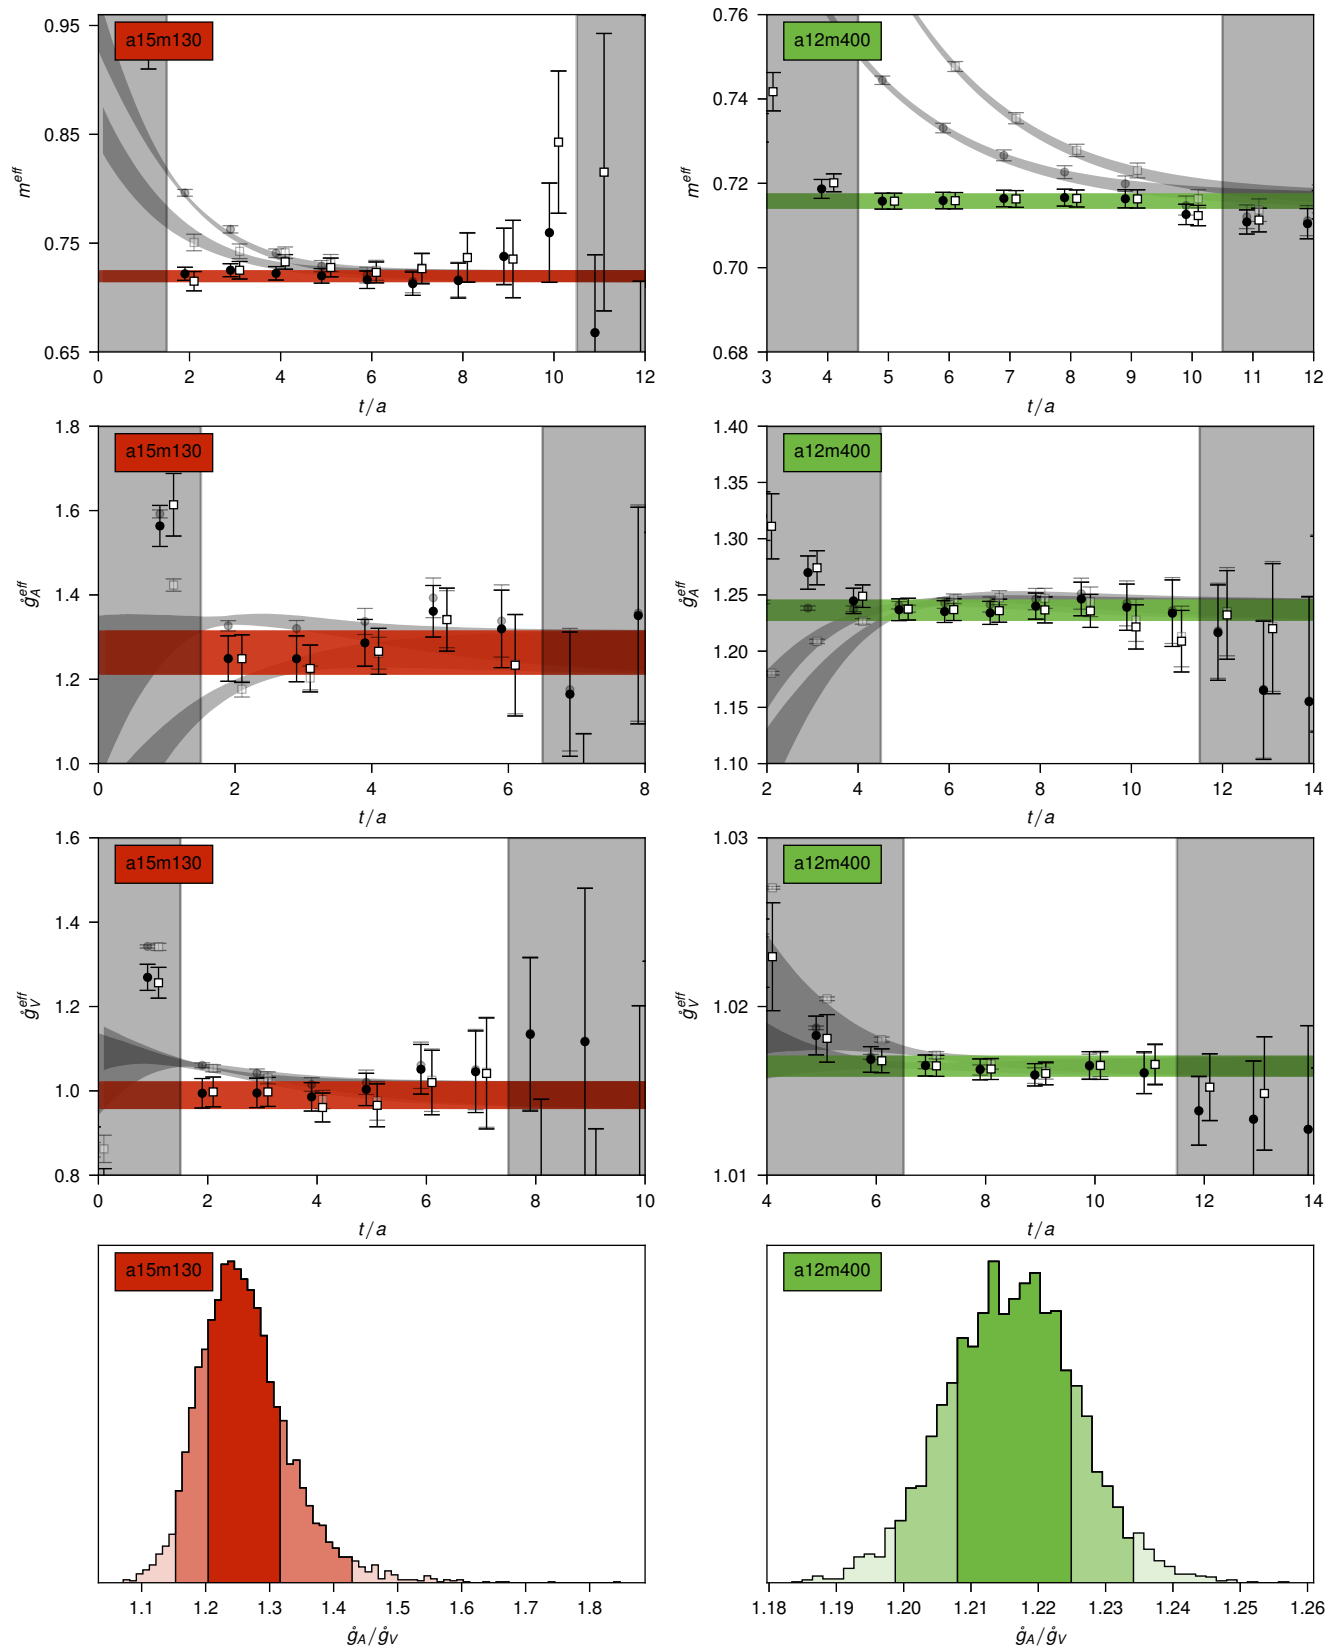 a15m130
0.95
0.85
0.75
0.65
m^eff
0 2 4 6 8 10 12
t/a
a12m400
0.76
0.74
0.72
0.70
0.68
m^eff
3 4 5 6 7 8 9 10 11 12
t/a
a15m130
1.8
1.6
1.4
1.2
1.0
g̊_A^eff
0 2 4 6 8
t/a
a12m400
1.40
1.35
1.30
1.25
1.20
1.15
1.10
g̊_A^eff
2 4 6 8 10 12 14
t/a
a15m130
1.6
1.4
1.2
1.0
0.8
g̊_V^eff
0 2 4 6 8 10
t/a
a12m400
1.03
1.02
1.01
g̊_V^eff
4 6 8 10 12 14
t/a
a15m130
1.1 1.2 1.3 1.4 1.5 1.6 1.7 1.8
g̊_A/g̊_V
a12m400
1.18 1.19 1.20 1.21 1.22 1.23 1.24 1.25 1.26
g̊_A/g̊_V